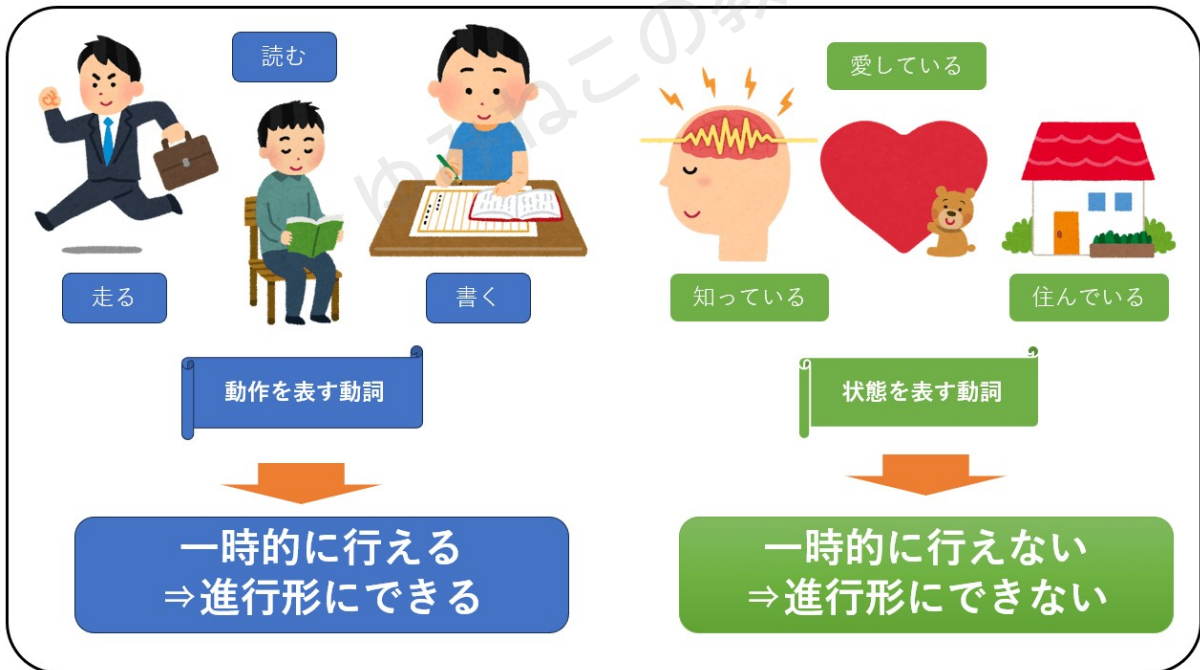 読む
走る
書く
動作を表す動詞
一時的に行える
⇒進行形にできる
愛している
知っている
住んでいる
状態を表す動詞
一時的に行えない
⇒進行形にできない